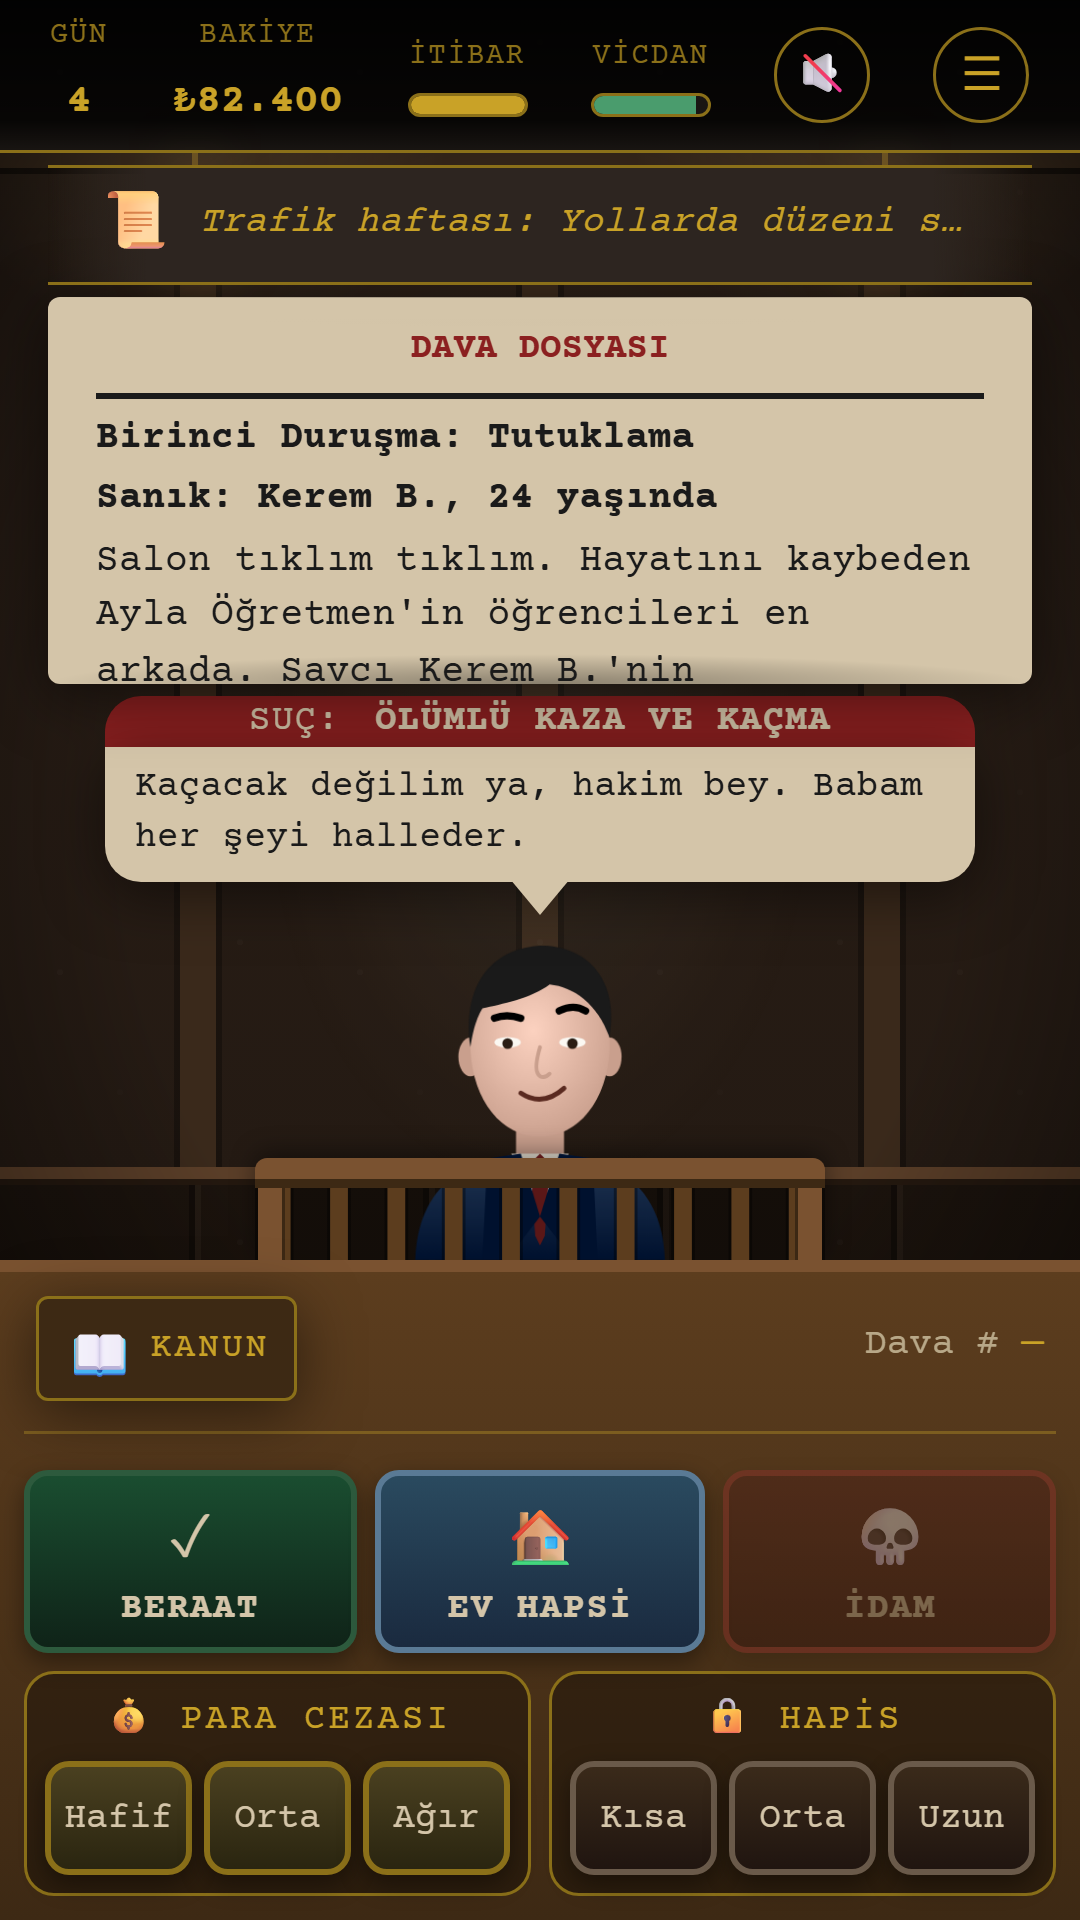 GÜN
4
BAKİYE
₺82.400
İTİBAR
VİCDAN
Trafik haftası: Yollarda düzeni s…
DAVA DOSYASI
Birinci Duruşma: Tutuklama
Sanık: Kerem B., 24 yaşında
Salon tıklım tıklım. Hayatını kaybeden
Ayla Öğretmen'in öğrencileri en
arkada. Savcı Kerem B.'nin
SUÇ: ÖLÜMLÜ KAZA VE KAÇMA
Kaçacak değilim ya, hakim bey. Babam
her şeyi halleder.
KANUN
Dava # —
BERAAT
EV HAPSİ
İDAM
PARA CEZASI
Hafif
Orta
Ağır
HAPİS
Kısa
Orta
Uzun